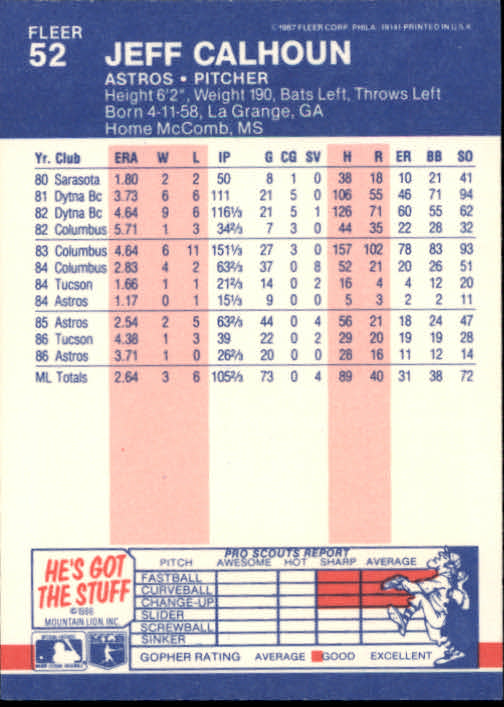 FLEER
52
©1987 FLEER CORP. PHILA. 19141-PRINTED IN U.S.A.
JEFF CALHOUN
ASTROS • PITCHER
Height 6'2", Weight 190, Bats Left, Throws Left
Born 4-11-58, La Grange, GA
Home McComb, MS
Yr. Club ERA W L IP G CG SV H R ER BB SO
80 Sarasota 1.80 2 2 50 8 1 0 38 18 10 21 41
81 Dytna Bc 3.73 6 6 111 21 5 0 106 55 46 71 94
82 Dytna Bc 4.64 9 6 116⅓ 21 5 1 126 71 60 55 62
82 Columbus 5.71 1 3 34⅔ 7 3 0 44 35 22 28 32
83 Columbus 4.64 6 11 151⅓ 27 3 0 157 102 78 83 93
84 Columbus 2.83 4 2 63⅔ 37 0 8 52 21 20 26 51
84 Tucson 1.66 1 1 21⅔ 14 0 2 16 4 4 12 20
84 Astros 1.17 0 1 15⅓ 9 0 0 5 3 2 2 11
85 Astros 2.54 2 5 63⅔ 44 0 4 56 21 18 24 47
86 Tucson 4.38 1 3 39 22 0 2 29 20 19 19 28
86 Astros 3.71 1 0 26⅔ 20 0 0 28 16 11 12 14
ML Totals 2.64 3 6 105⅔ 73 0 4 89 40 31 38 72
HE'S GOT
THE STUFF
©1986
MOUNTAIN LION, INC.
MLB
PRO SCOUTS REPORT
PITCH AWESOME HOT SHARP AVERAGE
FASTBALL
CURVEBALL
CHANGE-UP
SLIDER
SCREWBALL
SINKER
GOPHER RATING AVERAGE GOOD EXCELLENT